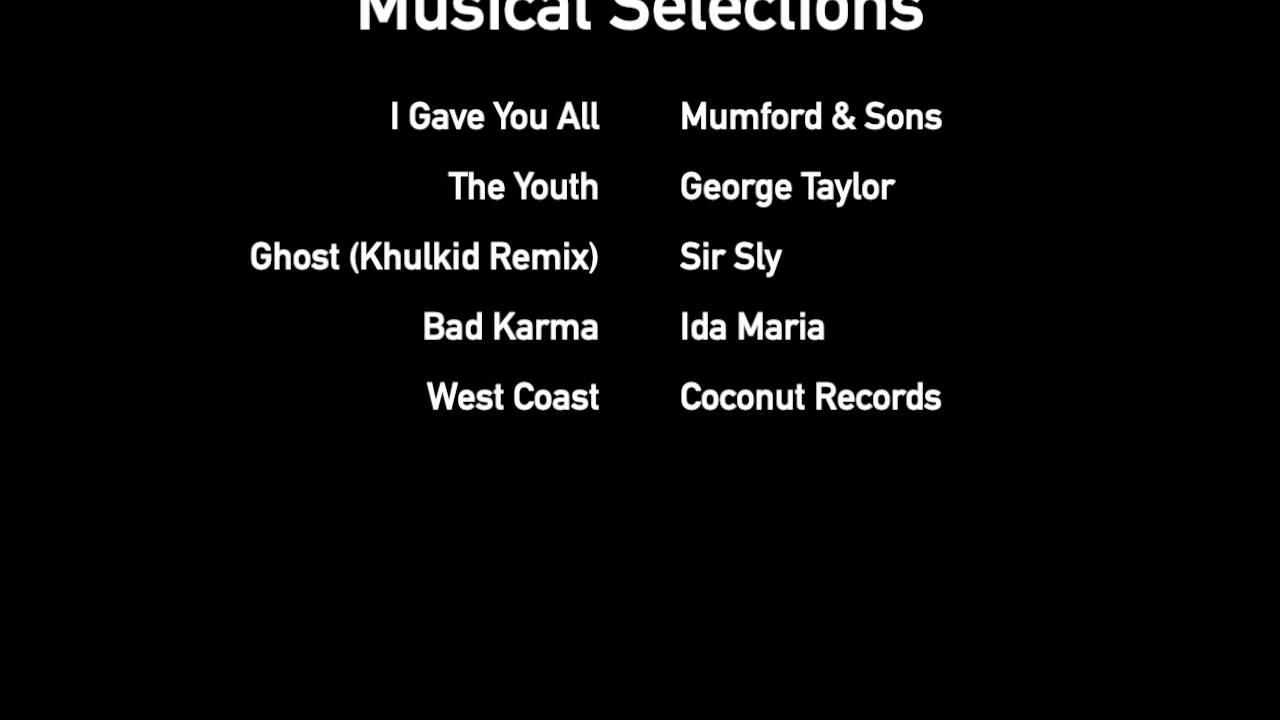 Musical Selections
I Gave You All Mumford & Sons
The Youth George Taylor
Ghost (Khulkid Remix) Sir Sly
Bad Karma Ida Maria
West Coast Coconut Records